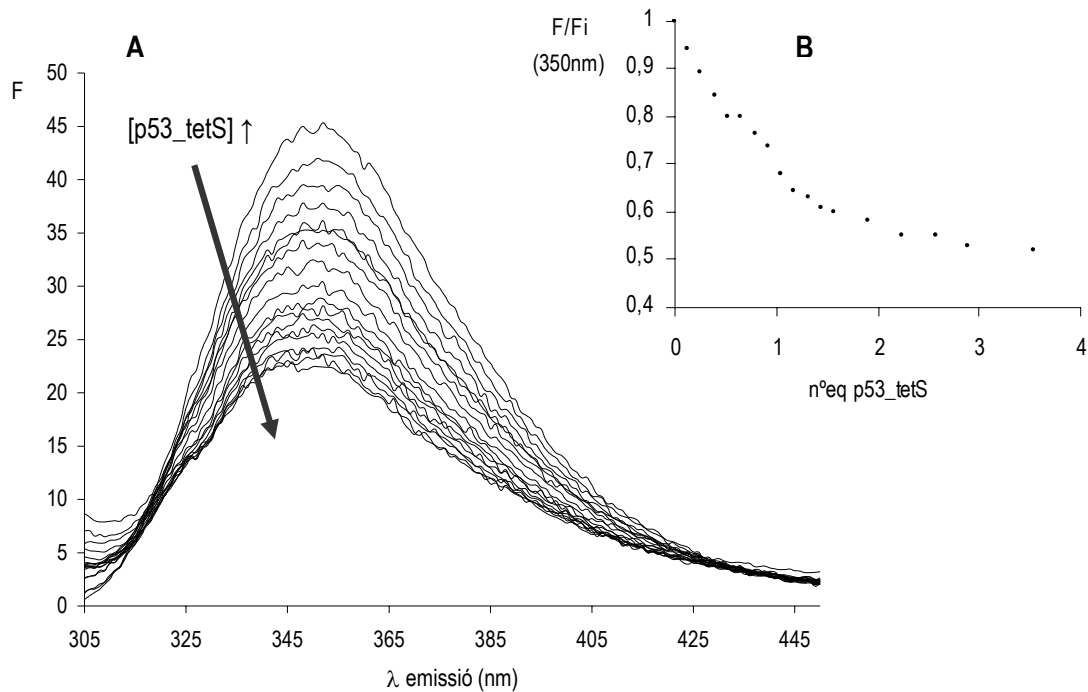 A
F
50
45
40
35
30
25
20
15
10
5
0
[p53_tetS] ↑
305 325 345 365 385 405 425 445
λ emissió (nm)
B
F/Fi
(350nm)
1
0,9
0,8
0,7
0,6
0,5
0,4
0 1 2 3 4
nºeq p53_tetS